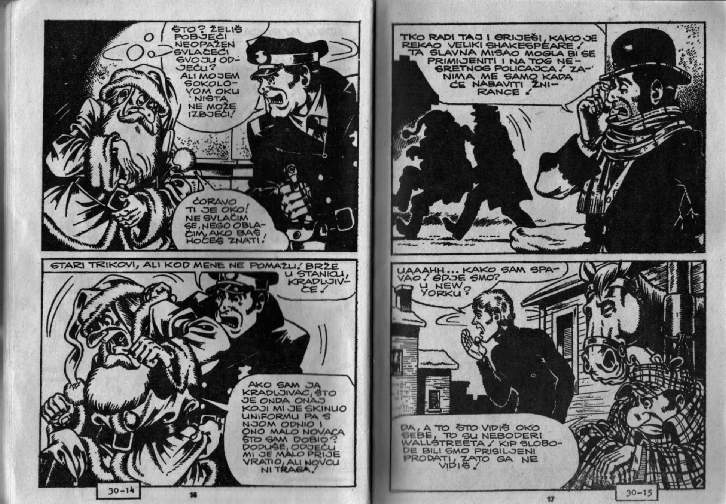 ŠTO? ŽELIŠ
POBJEĆI
NEOPAŽEN
SVLAČEĆI
SVOJU OD-
JEĆU?
ALI MOJEM
SOKOLO-
VOM OKU
NIŠTA
NE MOŽE
IZBJEĆI!
ĆORAVO
TI JE OKO!
NE SVLAČIM
SE, NEGO OBLA-
ČIM, AKO BAŠ
HOĆEŠ ZNATI!
STARI TRIKOVI, ALI KOD MENE NE POMAŽU! BRŽE
U STANICU,
KRADLJIV-
ČE!
AKO SAM JA
KRADLJIVAC, ŠTO
JE ONDA ONAJ
KOJI MI JE SKINUO
UNIFORMU PA S
NJOM ODNIO I
ONO MALO NOVACA
ŠTO SAM DOBIO?
DODUŠE, ODJEĆU
MI JE MALO PRIJE
VRATIO, ALI NOVCU
NI TRAGA!
30-14
16
TKO RADI TAJ I GRIJEŠI, KAKO JE
REKAO VELIKI SHAKESPEARE!
TA SLAVNA MISAO MOGLA BI SE
PRIMIJENITI I NA TOG NE-
SRETNOG POLICAJCA! ZA-
NIMA ME SAMO KADA
ĆE NABAVITI ŽNI-
RANCE!
UAAAHH... KAKO SAM SPA-
VAO! GDJE SMO?
U NEW
YORKU?
DA, A TO ŠTO VIDIŠ OKO
SEBE, TO SU NEBODERI
WALLSTREETA! KIP SLOBO-
DE BILI SMO PRISILJENI
PRODATI, ZATO GA NE
VIDIŠ!
17
30-15